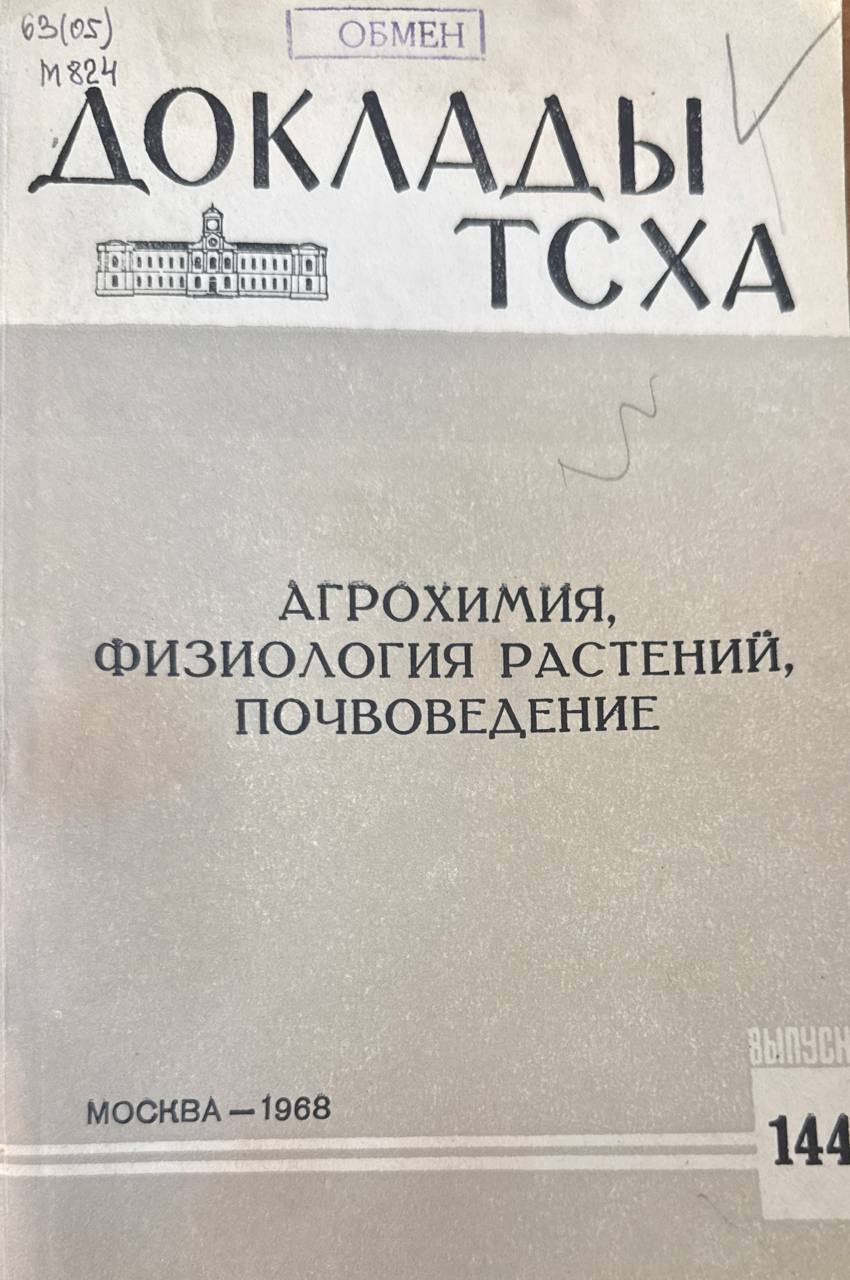 63(05)
М824
ОБМЕН
ДОКЛАДЫ
ТСХА
АГРОХИМИЯ,
ФИЗИОЛОГИЯ РАСТЕНИЙ,
ПОЧВОВЕДЕНИЕ
ВЫПУСК
МОСКВА — 1968
144